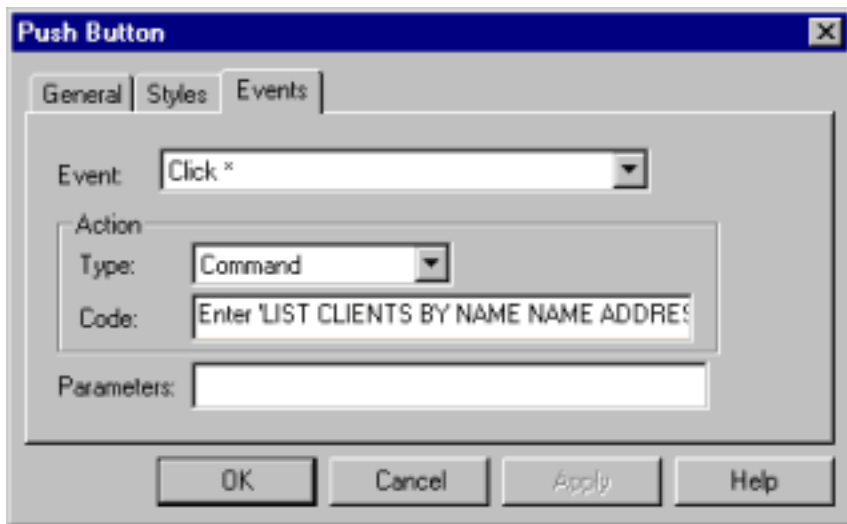 Push Button
General Styles Events
Event: Click *
Action
Type: Command
Code: Enter 'LIST CLIENTS BY NAME NAME ADDRES
Parameters:
OK Cancel Apply Help